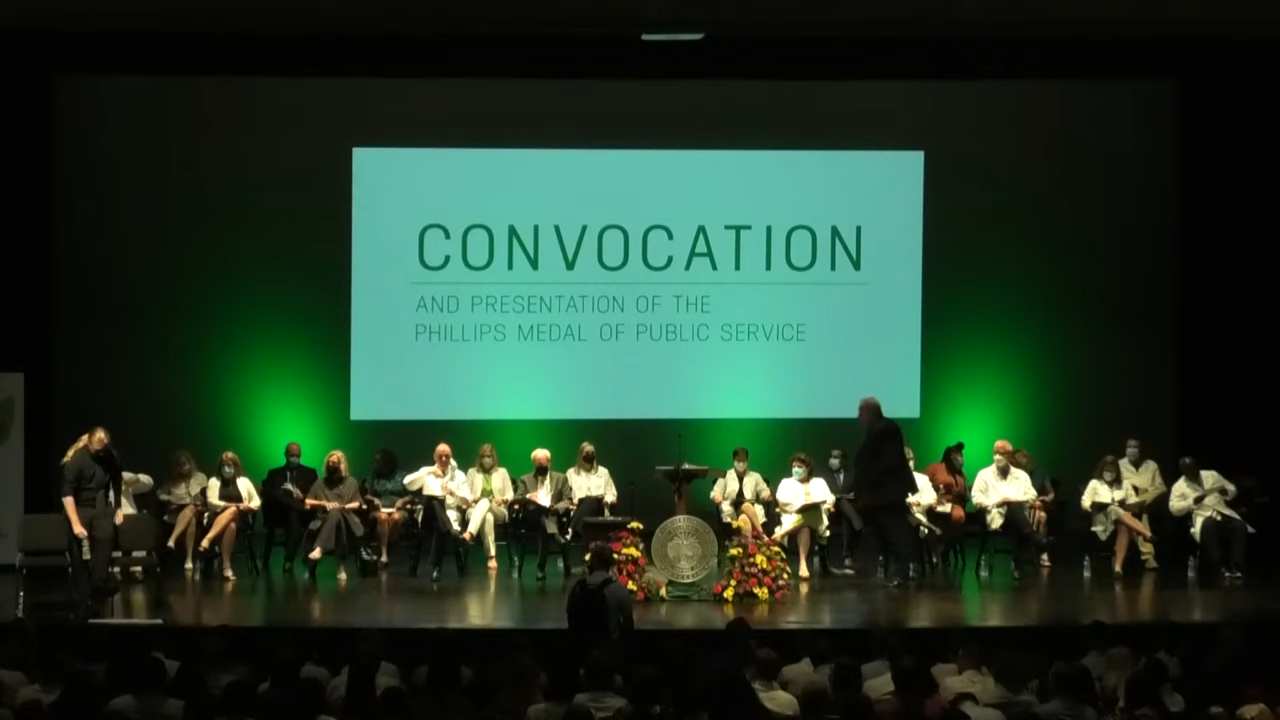 CONVOCATION
AND PRESENTATION OF THE
PHILLIPS MEDAL OF PUBLIC SERVICE